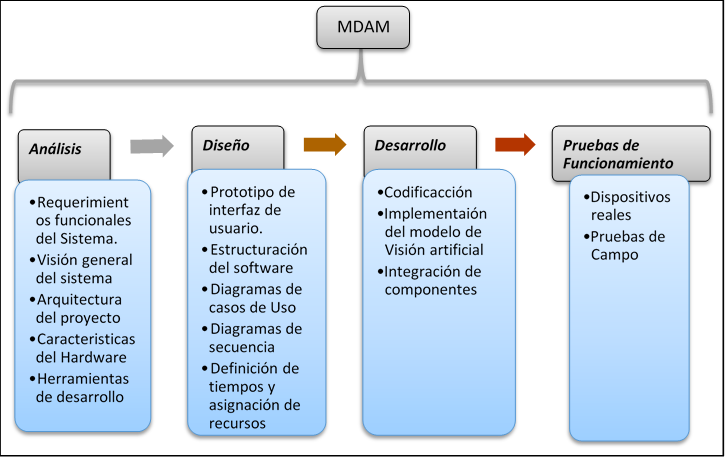 MDAM
Análisis
•Requerimient
os funcionales
del Sistema.
•Visión general
del sistema
•Arquitectura
del proyecto
•Caracteristicas
del Hardware
•Herramientas
de desarrollo
Diseño
•Prototipo de
interfaz de
usuario.
•Estructuración
del software
•Diagramas de
casos de Uso
•Diagramas de
secuencia
•Definición de
tiempos y
asignación de
recursos
Desarrollo
•Codificacción
•Implementaión
del modelo de
Visión artificial
•Integración de
componentes
Pruebas de
Funcionamiento
•Dispositivos
reales
•Pruebas de
Campo